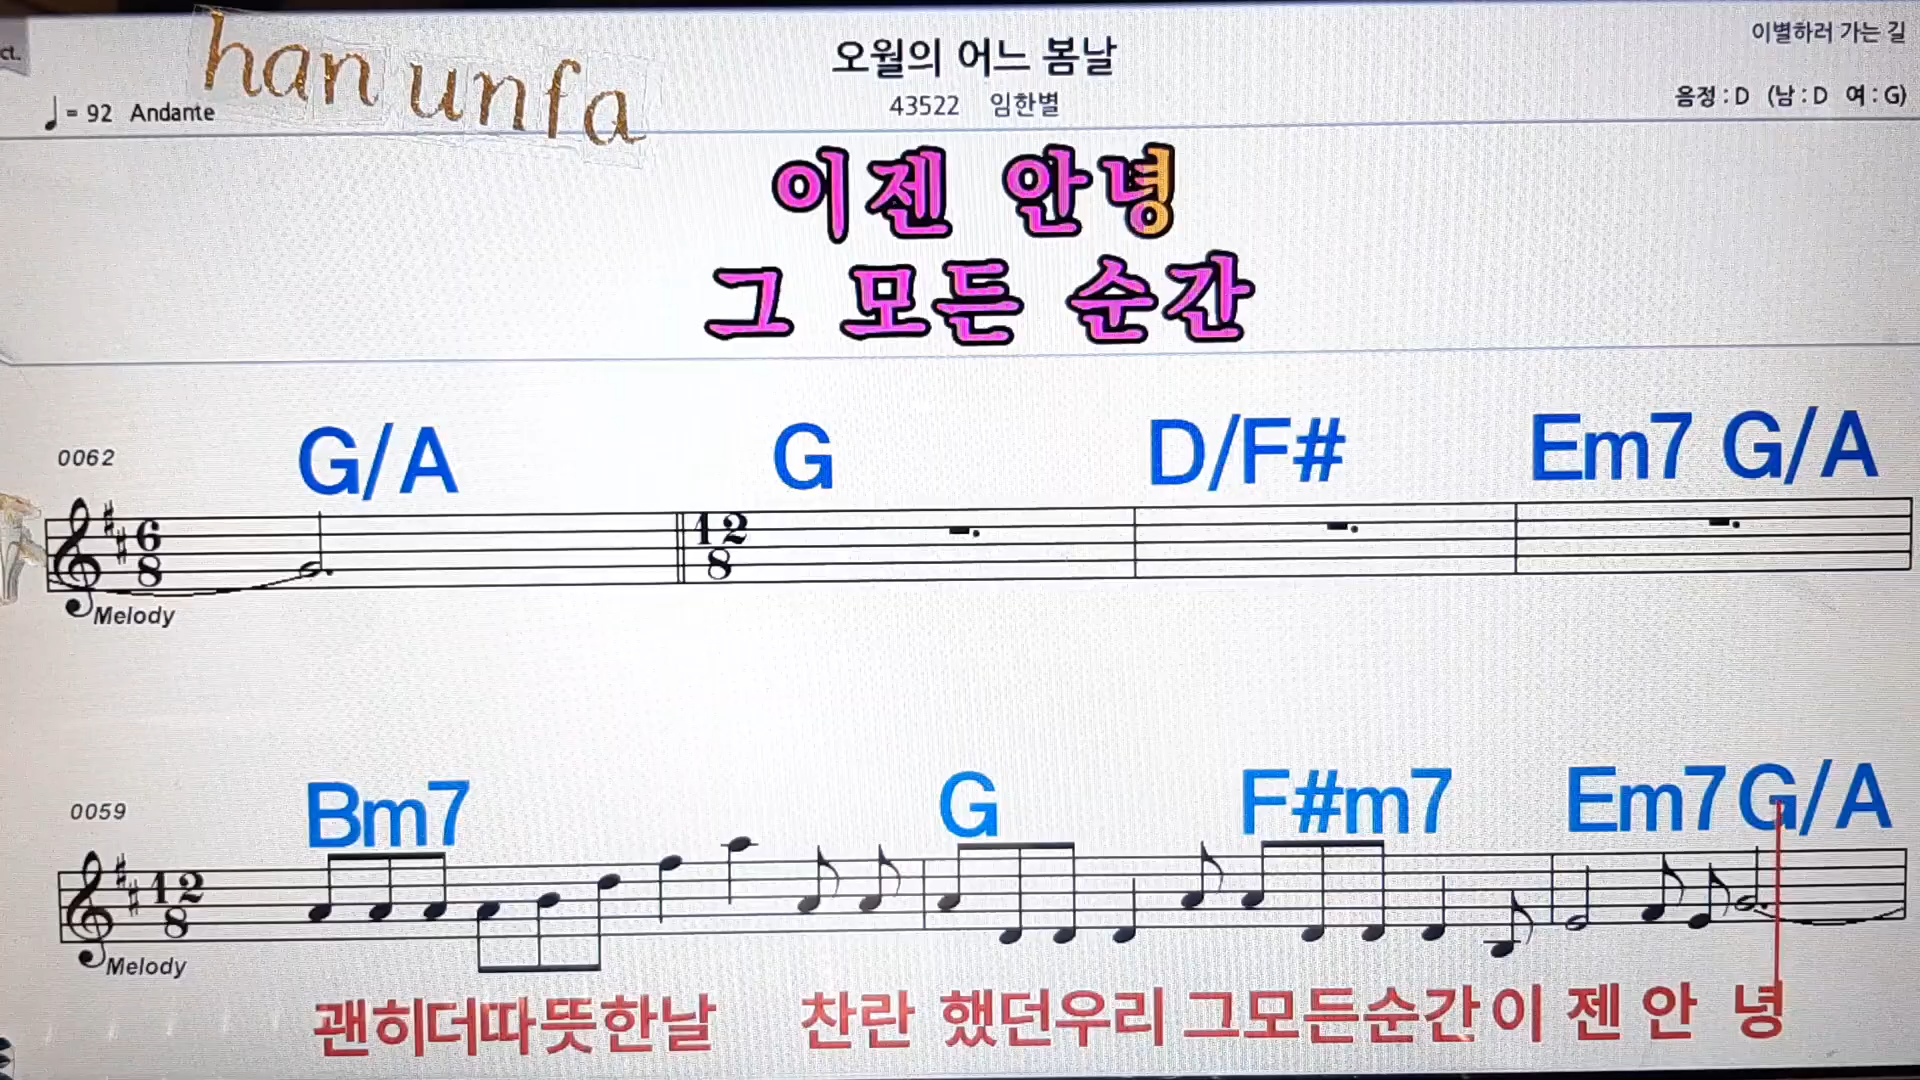 ct.
han unfa
오월의 어느 봄날
이별하러 가는 길
♩= 92 Andante
43522 임한별
음정 : D (남 : D 여 : G)
이젠 안녕
그 모든 순간
0062
G/A G D/F# Em7 G/A
6 8 12 8
Melody
0059
Bm7 G F#m7 Em7 G/A
12 8
Melody
괜히더따뜻한날 찬란 했던우리 그모든순간이 젠 안 녕